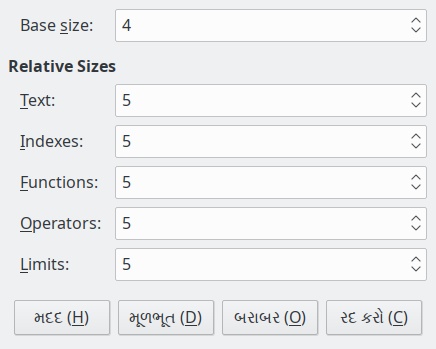 Base size: 4
Relative Sizes
Text: 5
Indexes: 5
Functions: 5
Operators: 5
Limits: 5
મદદ (H) મૂળભૂત (D) બરાબર (O) રદ કરો (C)